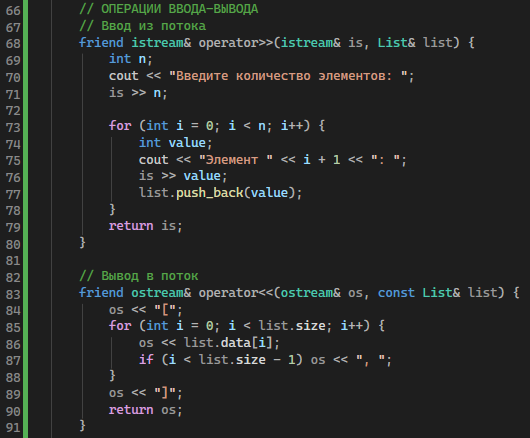 66 // ОПЕРАЦИИ ВВОДА-ВЫВОДА
67 // Ввод из потока
68 friend istream& operator>>(istream& is, List& list) {
69 int n;
70 cout << "Введите количество элементов: ";
71 is >> n;
72
73 for (int i = 0; i < n; i++) {
74 int value;
75 cout << "Элемент " << i + 1 << ": ";
76 is >> value;
77 list.push_back(value);
78 }
79 return is;
80 }
81
82 // Вывод в поток
83 friend ostream& operator<<(ostream& os, const List& list) {
84 os << "[";
85 for (int i = 0; i < list.size; i++) {
86 os << list.data[i];
87 if (i < list.size - 1) os << ", ";
88 }
89 os << "]";
90 return os;
91 }